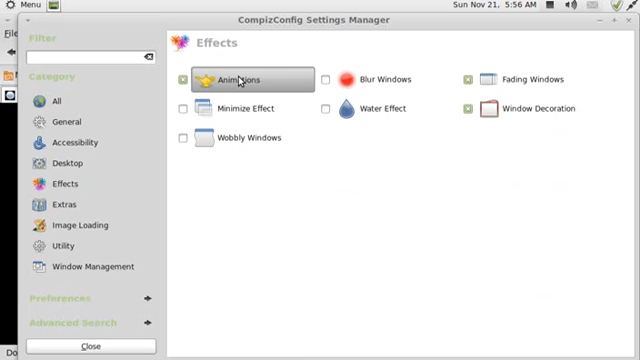 Menu
Sun Nov 21, 5:56 AM
CompizConfig Settings Manager
Filter
Category
All
General
Accessibility
Desktop
Effects
Extras
Image Loading
Utility
Window Management
Preferences
Advanced Search
Close
Effects
Animations
Blur Windows
Fading Windows
Minimize Effect
Water Effect
Window Decoration
Wobbly Windows